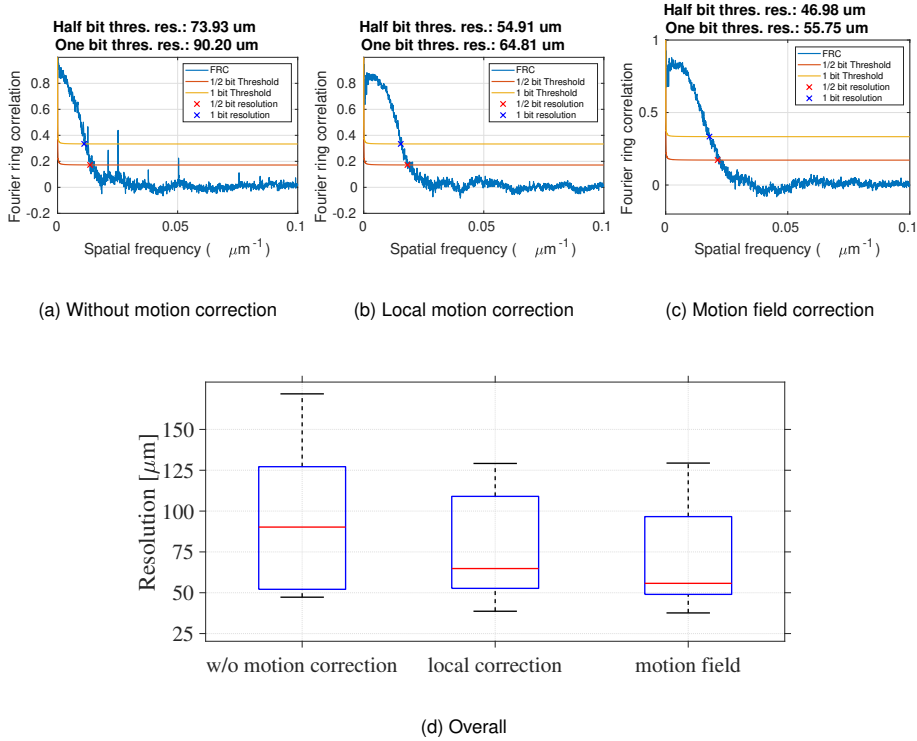 Half bit thres. res.: 73.93 um
One bit thres. res.: 90.20 um
FRC
1/2 bit Threshold
1 bit Threshold
1/2 bit resolution
1 bit resolution
Fourier ring correlation
0.8
0.6
0.4
0.2
0
-0.2
0
0.05
0.1
Spatial frequency ( μm⁻¹)
(a) Without motion correction
Half bit thres. res.: 54.91 um
One bit thres. res.: 64.81 um
FRC
1/2 bit Threshold
1 bit Threshold
1/2 bit resolution
1 bit resolution
Fourier ring correlation
0.8
0.6
0.4
0.2
0
-0.2
0
0.05
0.1
Spatial frequency ( μm⁻¹)
(b) Local motion correction
Half bit thres. res.: 46.98 um
One bit thres. res.: 55.75 um
FRC
1/2 bit Threshold
1 bit Threshold
1/2 bit resolution
1 bit resolution
Fourier ring correlation
1
0.5
0
0
0.05
0.1
Spatial frequency ( μm⁻¹)
(c) Motion field correction
Resolution [μm]
150
125
100
75
50
25
w/o motion correction
local correction
motion field
(d) Overall